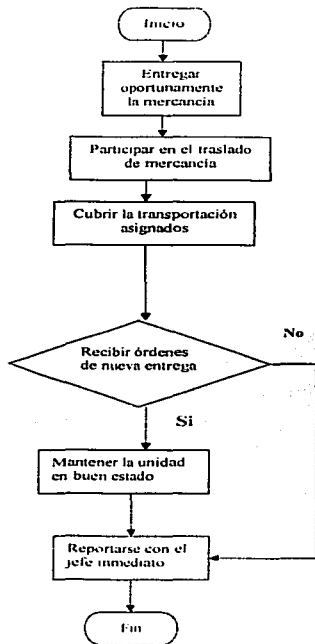 Inicio
Entregar
oportunamente
la mercancía
Participar en el traslado
de mercancía
Cubrir la transportación
asignados
Recibir órdenes
de nueva entrega
No
Si
Mantener la unidad
en buen estado
Reportarse con el
jefe inmediato
Fin